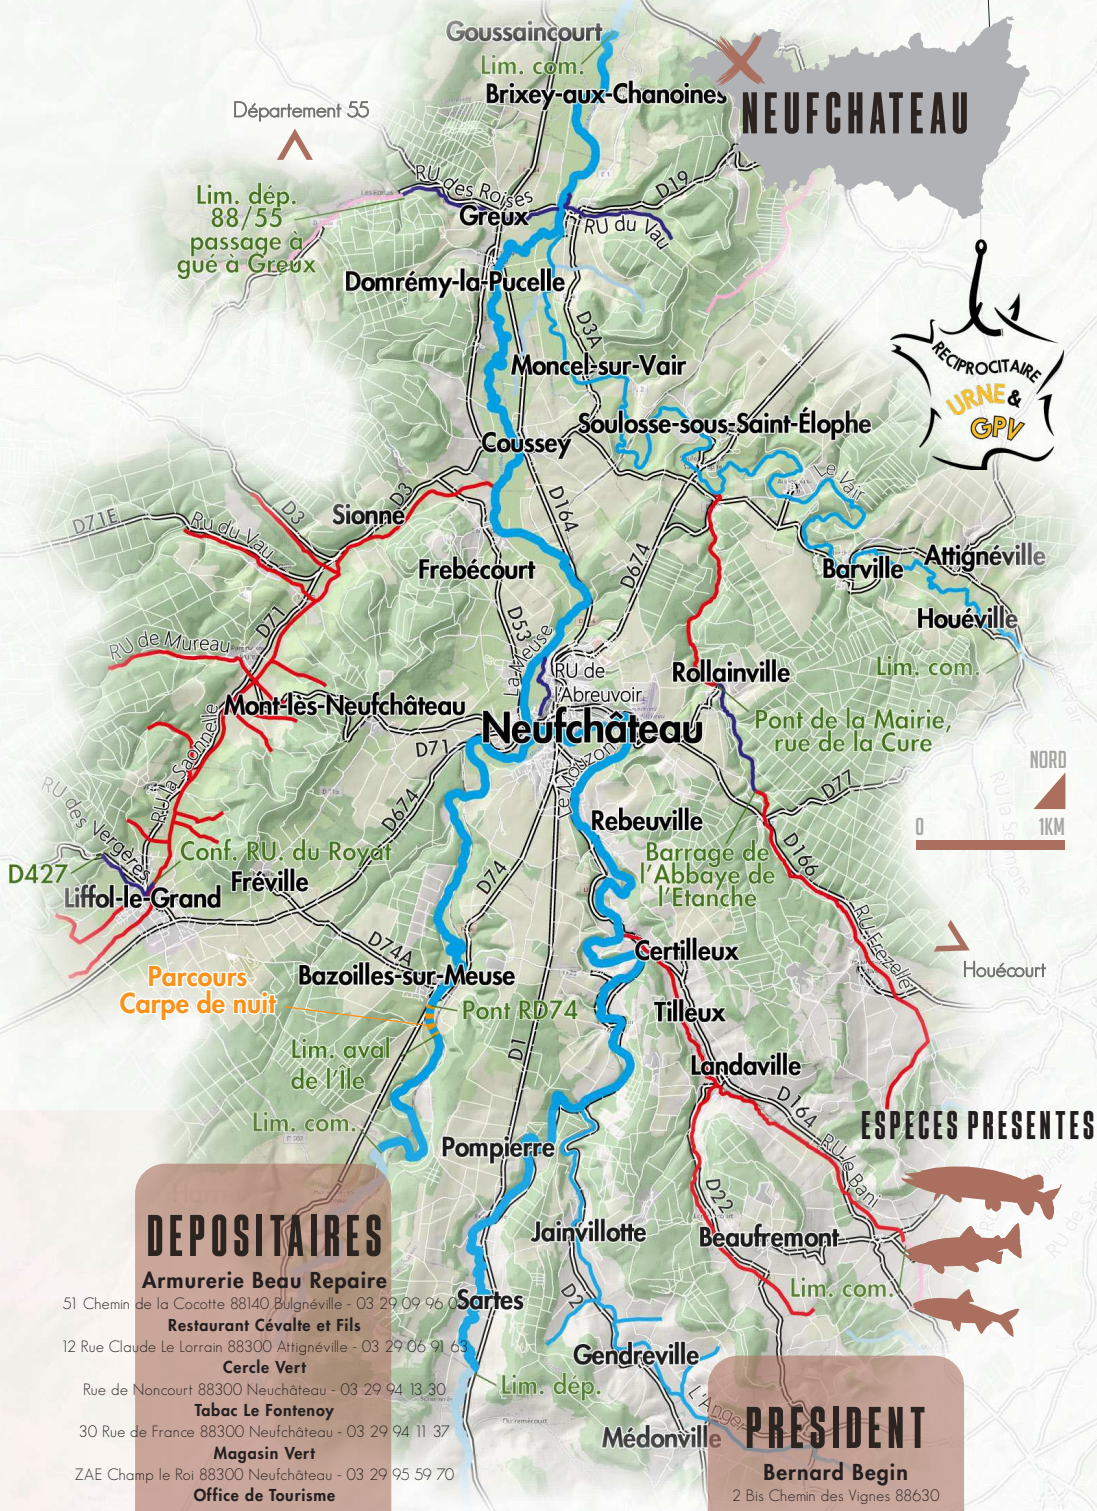 Goussaincourt
Lim. com.
Brixey-aux-Chanoines
NEUFCHATEAU
Département 55
RU des Roises
D19
Lim. dép.
88/55
passage à
gué à Greux
Greux
RU du Vau
Domrémy-la-Pucelle
D3A
RECIPROCITAIRE
URNE &
GPV
Moncel-sur-Vair
Soulosse-sous-Saint-Élophe
Coussey
Le Vair
D3
D3
Sionne
D71E
Ru du Vau
D164
D674
Frebécourt
Barville
Attignéville
Houéville
D71
D53
La Meuse
RU de Mureau
RU de
l'Abreuvoir
Rollainville
Lim. com.
Mont-lès-Neufchâteau
Neufchâteau
Pont de la Mairie,
rue de la Cure
D71
RU la Saonnelle
Le Mouzon
NORD
0
1KM
RU des Vergères
D674
D77
Rebeuville
Conf. RU. du Royat
Barrage de
l'Abbaye de
l'Etanche
D166
D427
Fréville
D74
Liffol-le-Grand
RU Frezelle
D74A
Certilleux
Houécourt
Parcours
Carpe de nuit
Bazoilles-sur-Meuse
Pont RD74
Tilleux
Lim. aval
de l'Île
D1
Landaville
Lim. com.
D164
RU le Bani
ESPECES PRESENTES
Pompierre
D22
Jainvillotte
Beaufremont
Lim. com.
D2
Sartes
Gendreville
Lim. dép.
L'Anger
Médonville
DEPOSITAIRES
Armurerie Beau Repaire
51 Chemin de la Cocotte 88140 Bulgnéville - 03 29 09 96 0
Restaurant Cévalte et Fils
12 Rue Claude Le Lorrain 88300 Attignéville - 03 29 06 91 63
Cercle Vert
Rue de Noncourt 88300 Neuchâteau - 03 29 94 13 30
Tabac Le Fontenoy
30 Rue de France 88300 Neufchâteau - 03 29 94 11 37
Magasin Vert
ZAE Champ le Roi 88300 Neufchâteau - 03 29 95 59 70
Office de Tourisme
PRESIDENT
Bernard Begin
2 Bis Chemin des Vignes 88630